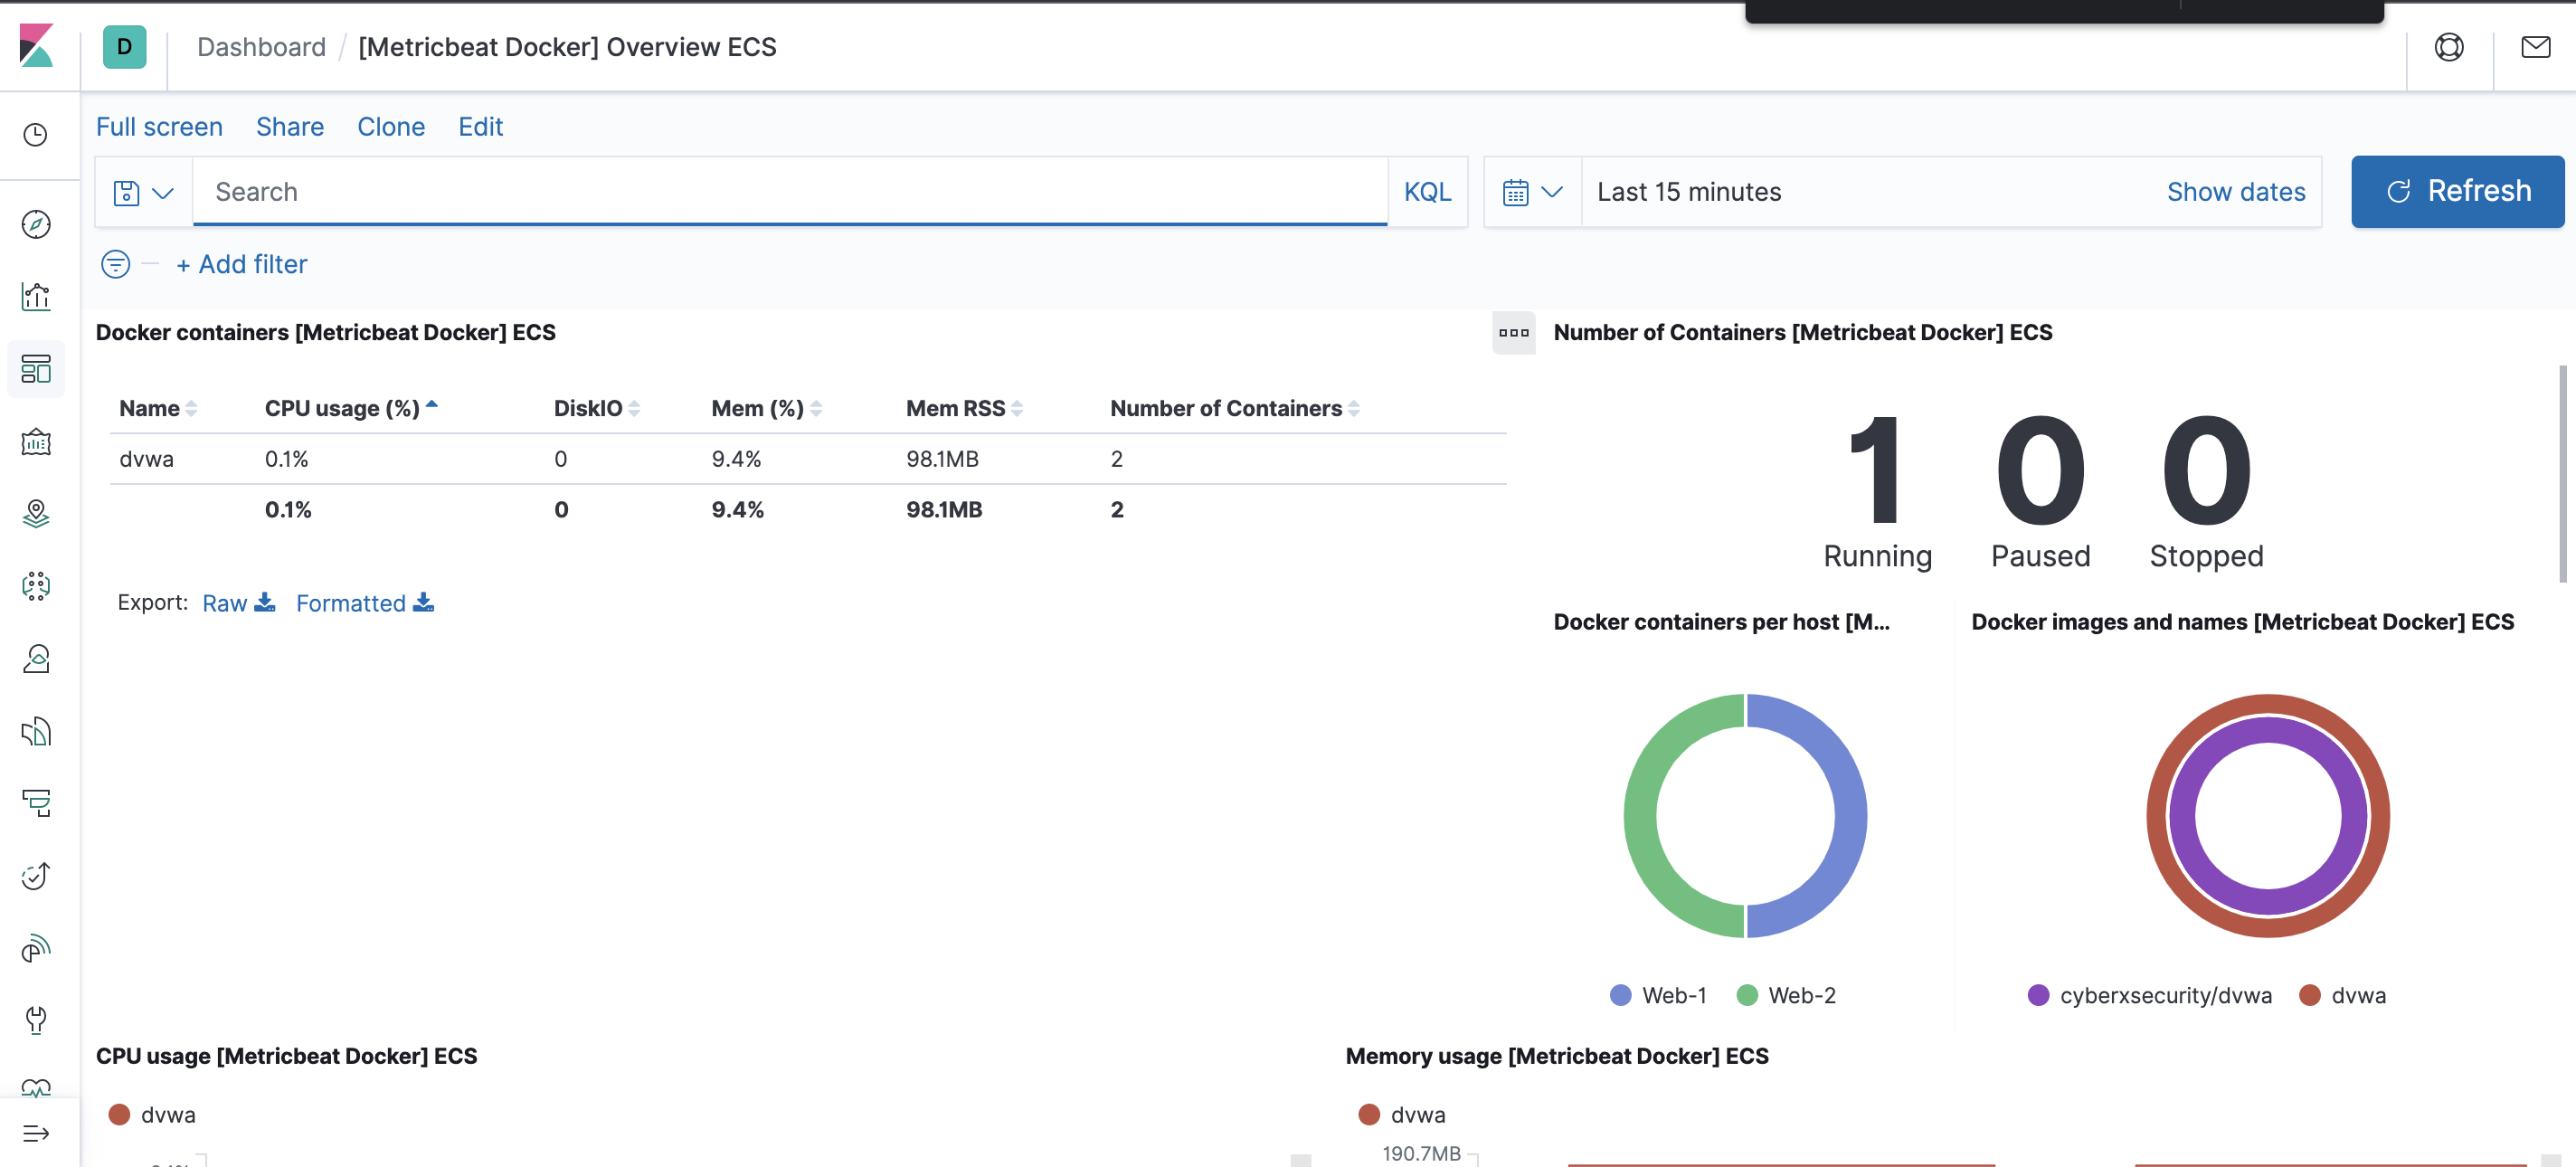 D Dashboard / [Metricbeat Docker] Overview ECS
Full screen Share Clone Edit
Search KQL Last 15 minutes Show dates Refresh
+ Add filter
Docker containers [Metricbeat Docker] ECS
Name CPU usage (%) DiskIO Mem (%) Mem RSS Number of Containers
dvwa 0.1% 0 9.4% 98.1MB 2
0.1% 0 9.4% 98.1MB 2
Export: Raw Formatted
Number of Containers [Metricbeat Docker] ECS
1 0 0
Running Paused Stopped
Docker containers per host [M...
Web-1 Web-2
Docker images and names [Metricbeat Docker] ECS
cyberxsecurity/dvwa dvwa
CPU usage [Metricbeat Docker] ECS
dvwa
Memory usage [Metricbeat Docker] ECS
dvwa
190.7MB